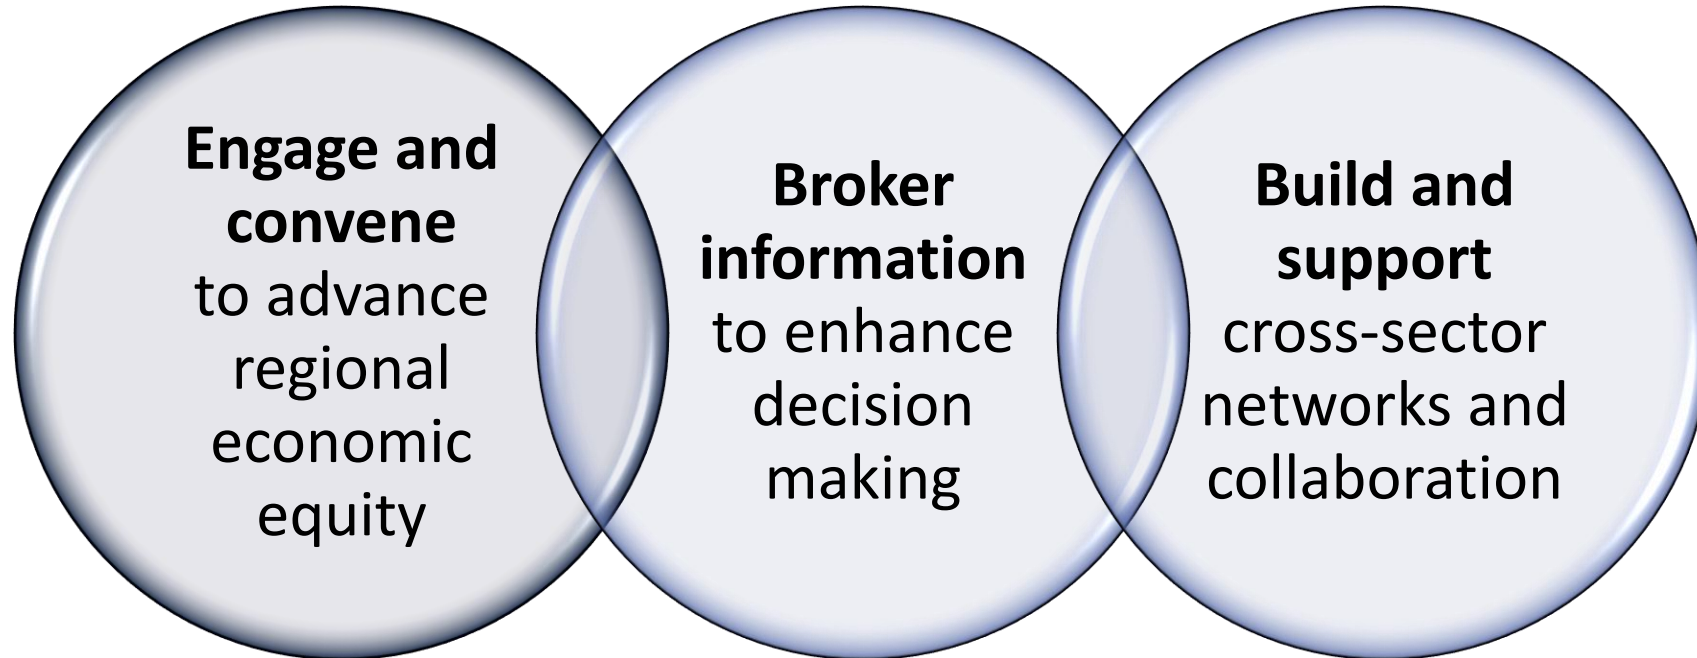 Engage and
convene
to advance
regional
economic
equity
Broker
information
to enhance
decision
making
Build and
support
cross-sector
networks and
collaboration